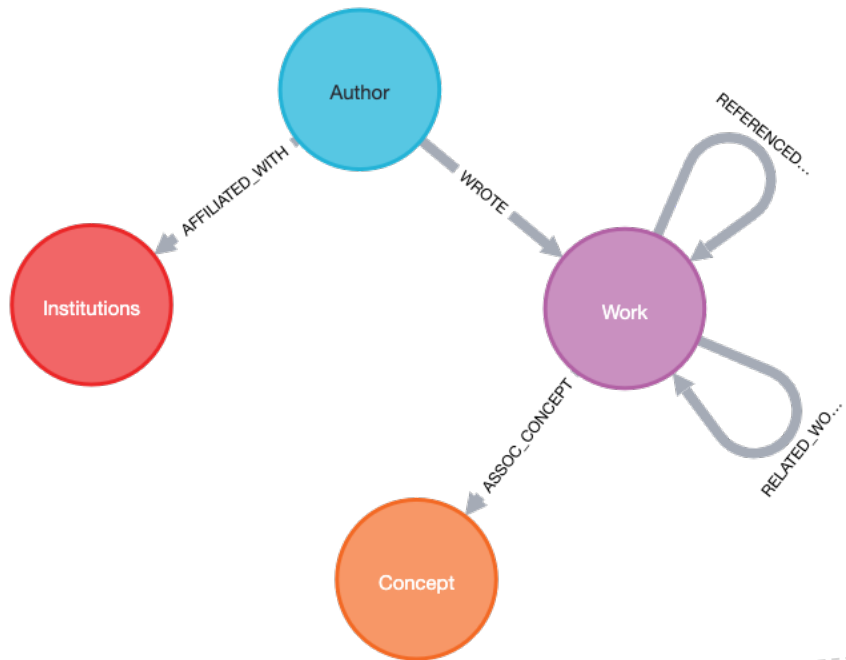 Author
REFERENCED...
AFFILIATED_WITH
WROTE
Institutions
Work
ASSOC_CONCEPT
RELATED_WO...
Concept